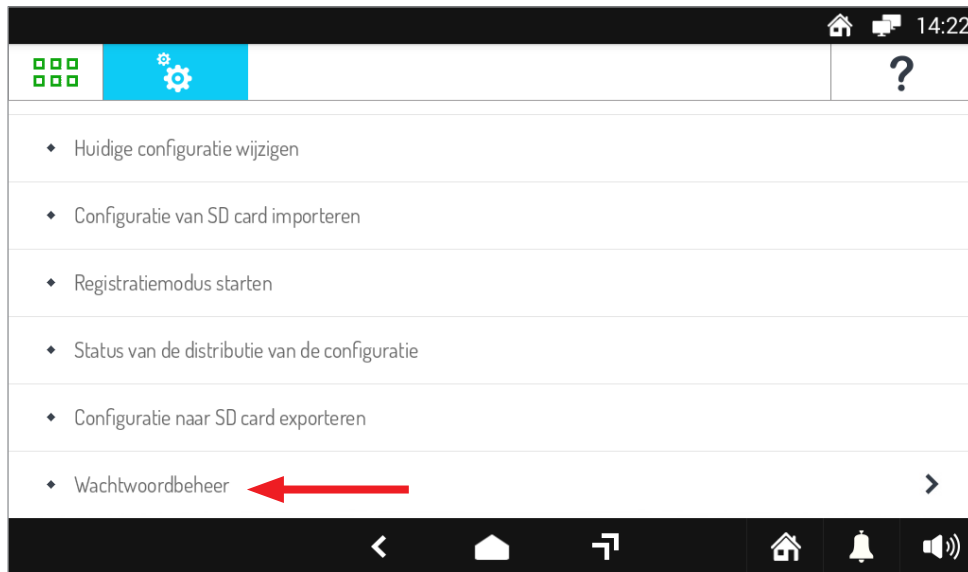 14:22
?
Huidige configuratie wijzigen
Configuratie van SD card importeren
Registratiemodus starten
Status van de distributie van de configuratie
Configuratie naar SD card exporteren
Wachtwoordbeheer